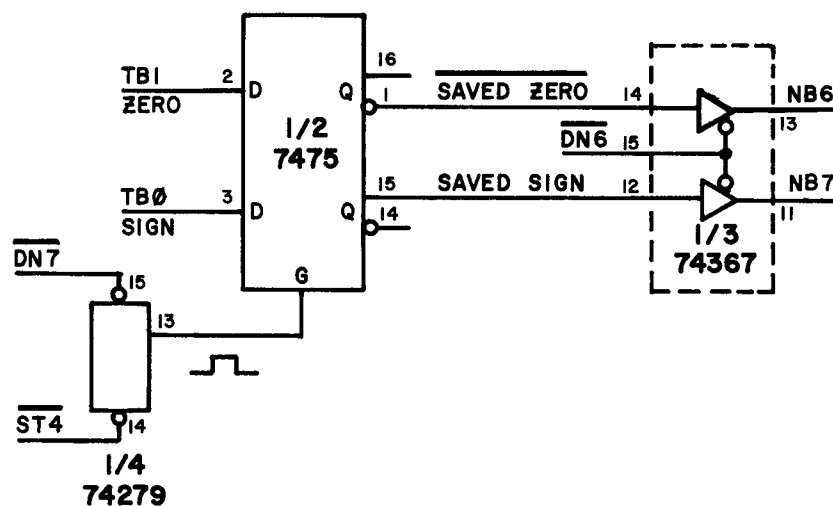 TB1 2 D
ZERO
16
Q
1
SAVED ZERO 14
NB6
13
1/2
7475
DN6 15
TBØ 3 D
SIGN
15 SAVED SIGN 12
NB7
11
Q 14
1/3
74367
DN7
15
G
13
ST4 14
1/4
74279